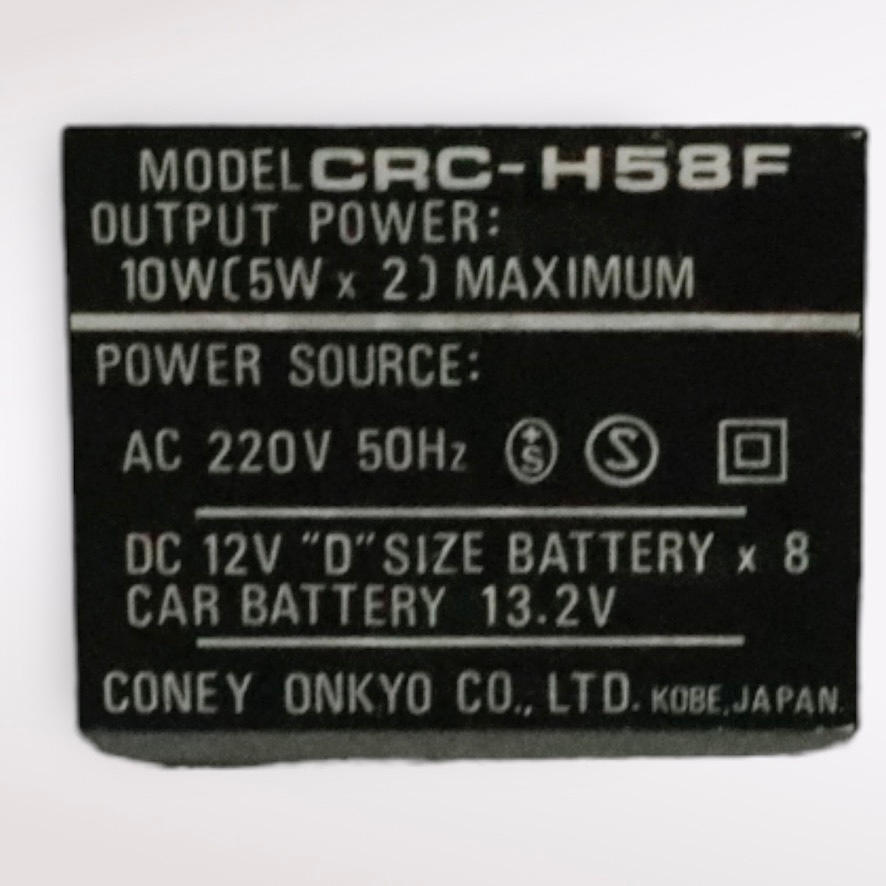 MODEL CRC-H58F
OUTPUT POWER:
10W(5W x 2) MAXIMUM
POWER SOURCE:
AC 220V 50Hz +S S
DC 12V "D" SIZE BATTERY x 8
CAR BATTERY 13.2V
CONEY ONKYO CO., LTD. KOBE, JAPAN.